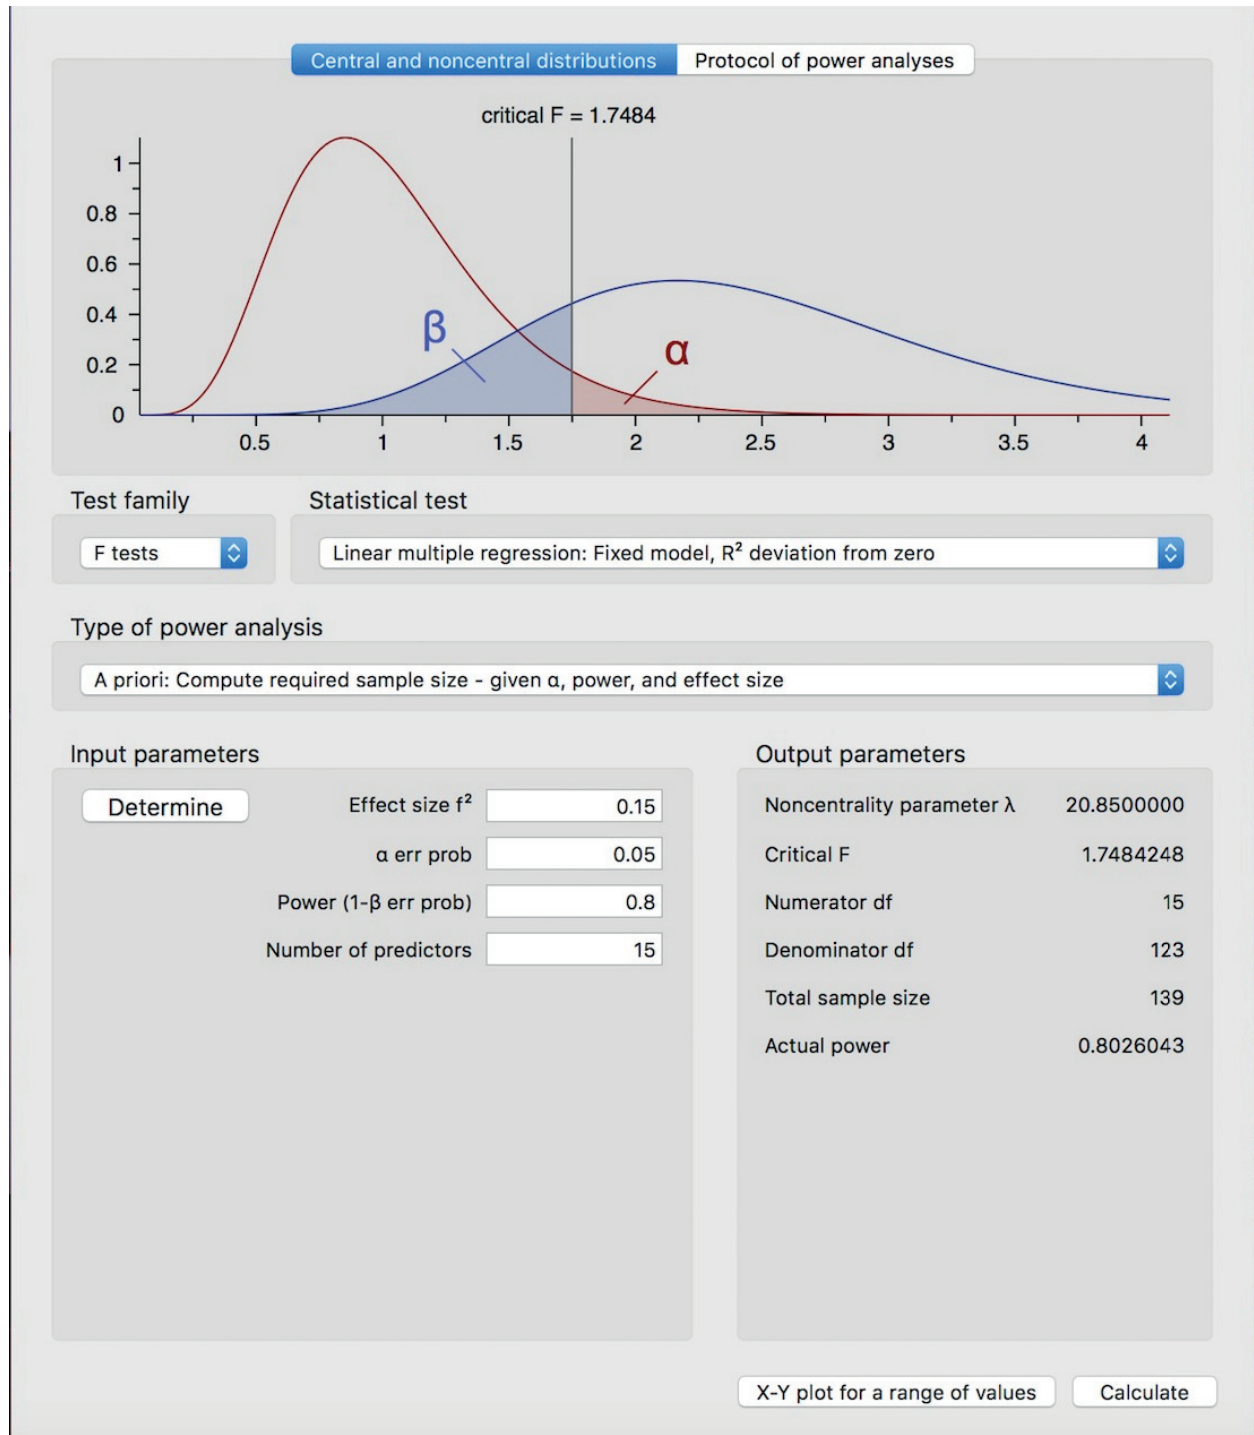 Central and noncentral distributions Protocol of power analyses
critical F = 1.7484
1
0.8
0.6
0.4
0.2
0
β
α
0.5 1 1.5 2 2.5 3 3.5 4
Test family Statistical test
F tests Linear multiple regression: Fixed model, R² deviation from zero
Type of power analysis
A priori: Compute required sample size - given α, power, and effect size
Input parameters
Determine Effect size f² 0.15
α err prob 0.05
Power (1-β err prob) 0.8
Number of predictors 15
Output parameters
Noncentrality parameter λ 20.8500000
Critical F 1.7484248
Numerator df 15
Denominator df 123
Total sample size 139
Actual power 0.8026043
X-Y plot for a range of values Calculate